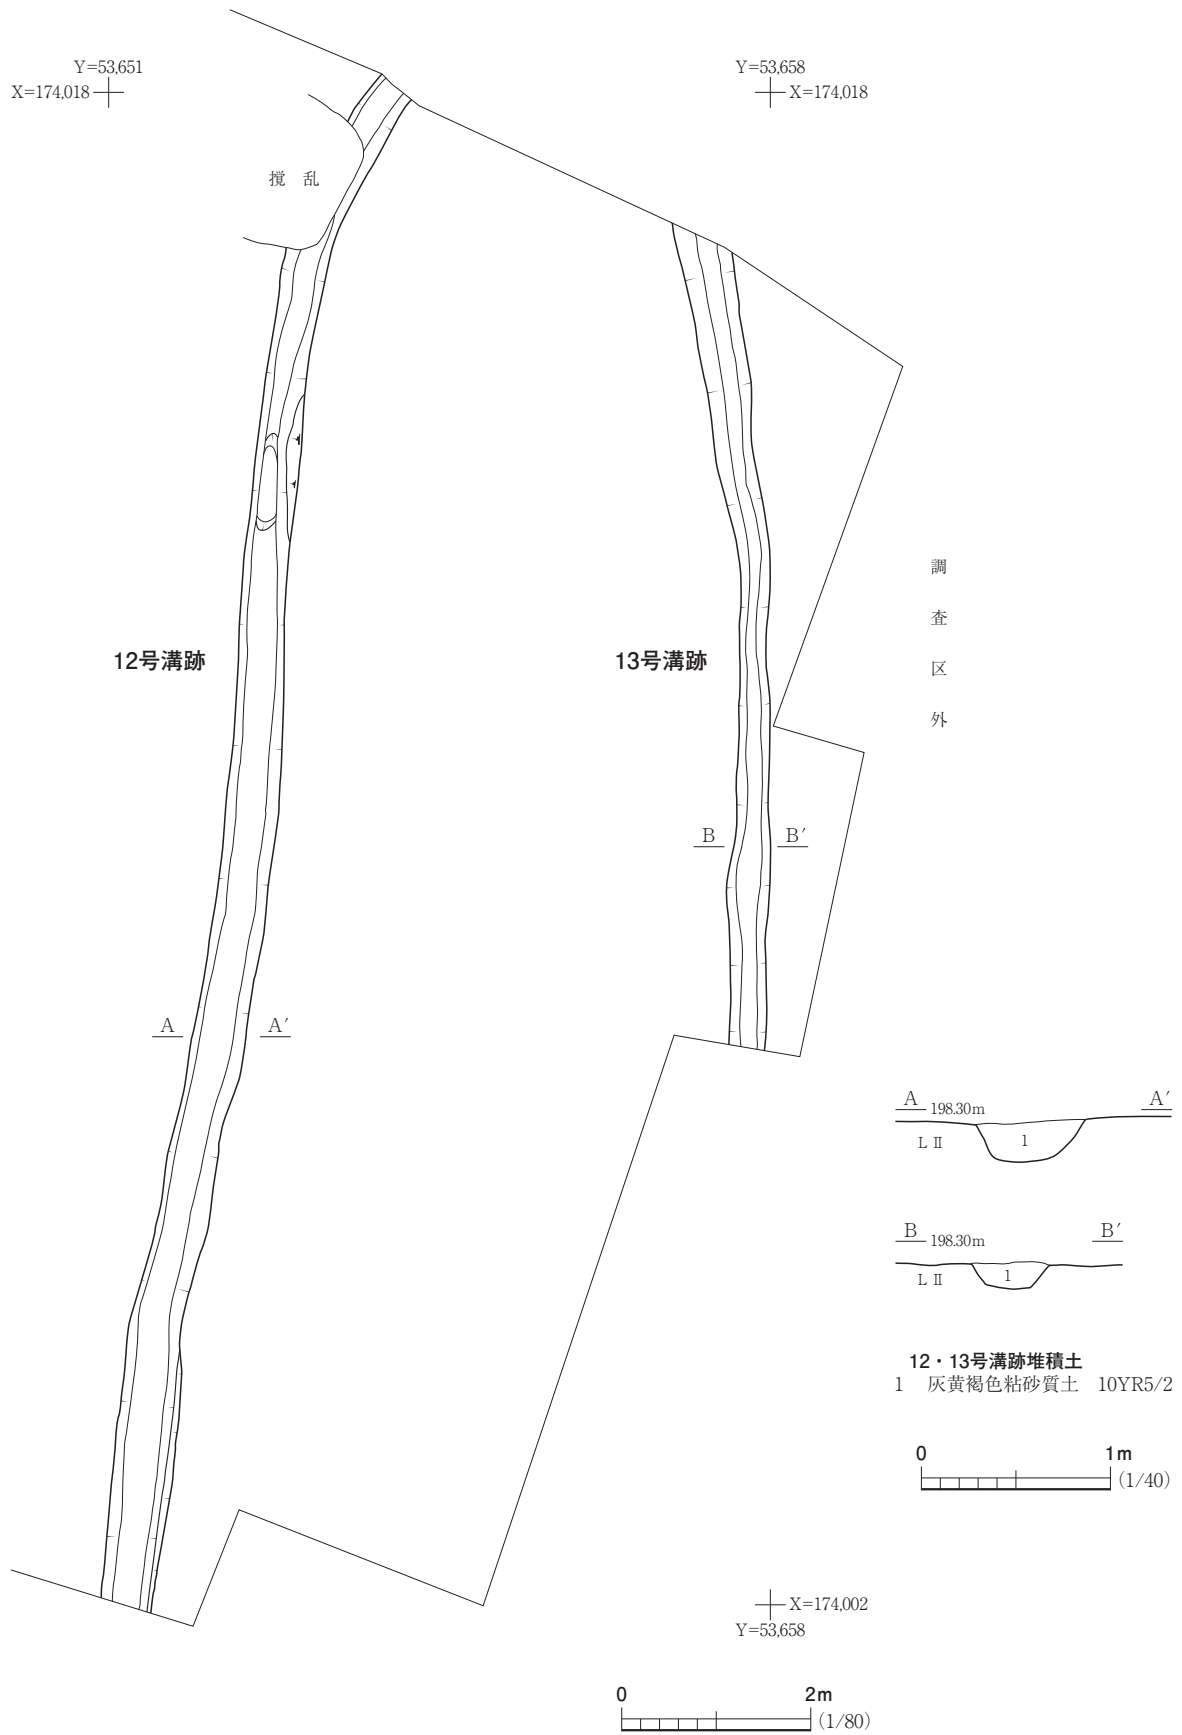 Y=53,651
X=174,018
Y=53,658
X=174,018
撹乱
調査区外
12号溝跡
13号溝跡
B B′
A A′
A 198.30m A′
L Ⅱ 1
B 198.30m B′
L Ⅱ 1
12・13号溝跡堆積土
1 灰黄褐色粘砂質土 10YR5/2
0 1m
(1/40)
X=174,002
Y=53,658
0 2m
(1/80)